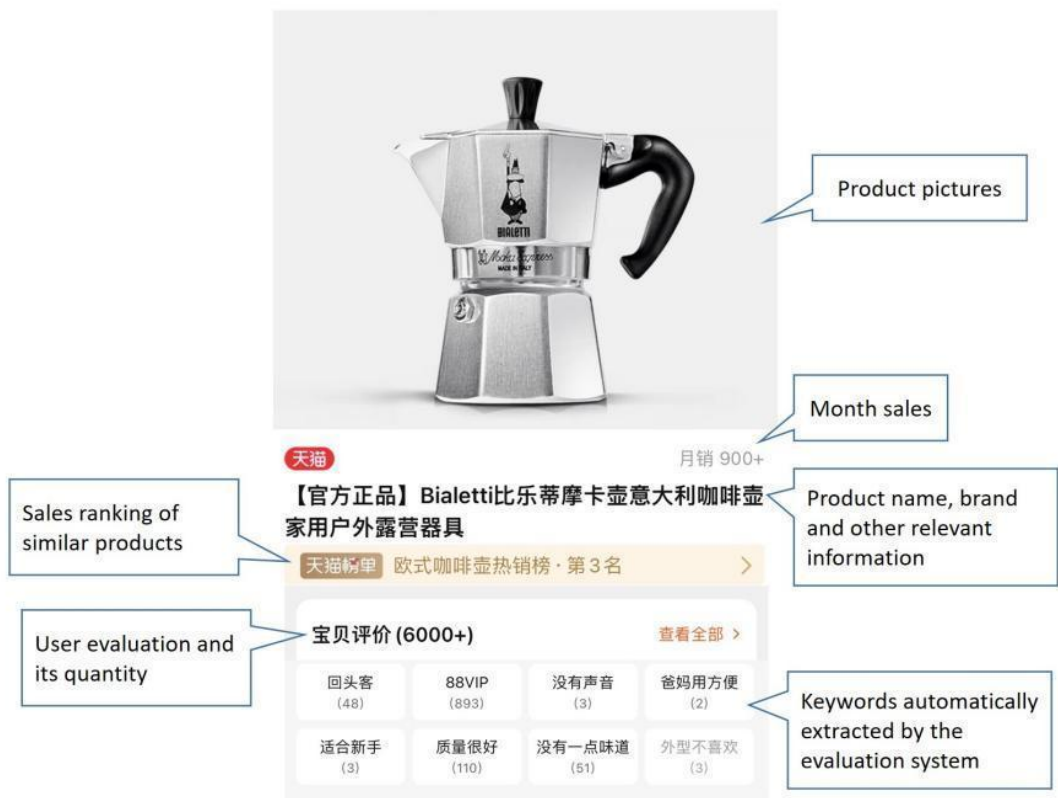 BIALETTI
Moka express
MADE IN ITALY
Product pictures
Month sales
天猫
月销 900+
【官方正品】Bialetti比乐蒂摩卡壶意大利咖啡壶
家用户外露营器具
Product name, brand
and other relevant
information
Sales ranking of
similar products
天猫榜单 欧式咖啡壶热销榜 · 第3名
User evaluation and
its quantity
宝贝评价 (6000+)
查看全部
回头客
(48)
88VIP
(893)
没有声音
(3)
爸妈用方便
(2)
适合新手
(3)
质量很好
(110)
没有一点味道
(51)
外型不喜欢
(3)
Keywords automatically
extracted by the
evaluation system